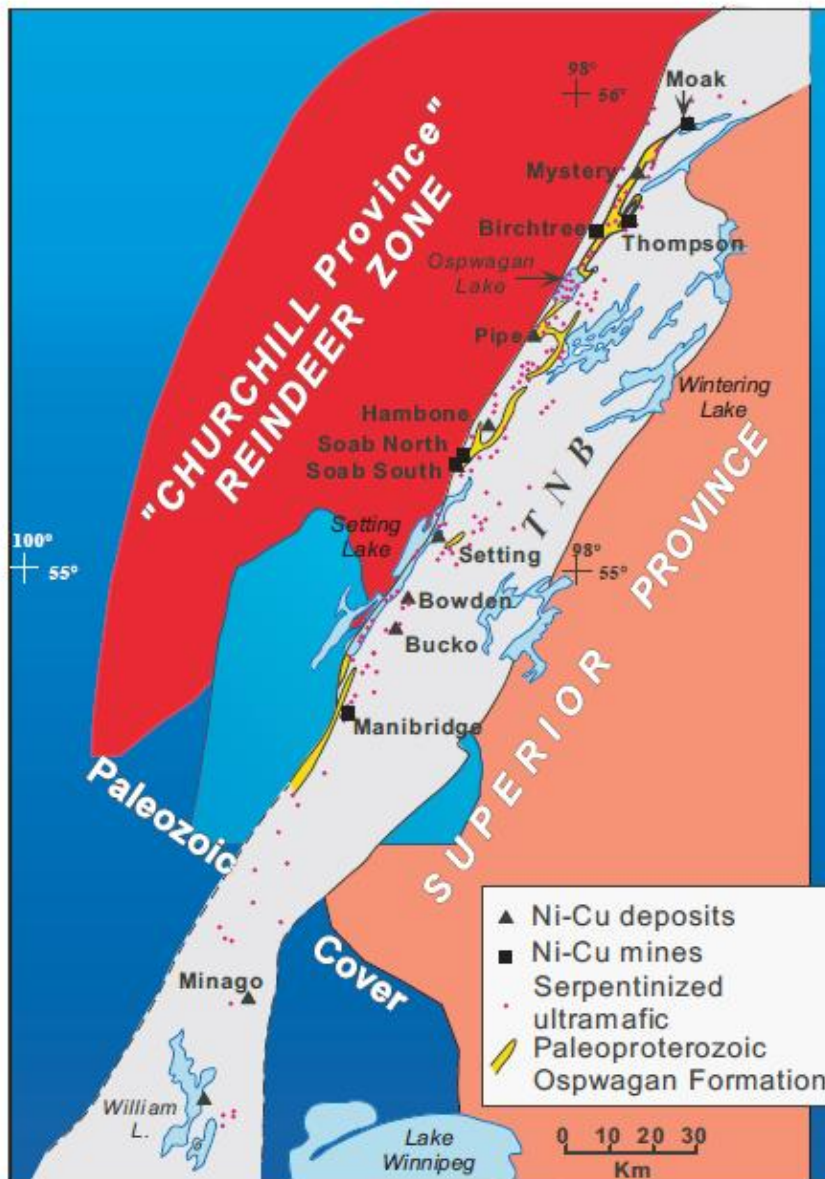 98°
56°
Moak
Mystery
Birchtree
Thompson
Ospwagan
Lake
Pipe
"CHURCHILL Province"
REINDEER ZONE
Wintering
Lake
Hambone
Soab North
Soab South
TNB
Setting
Lake
Setting
100°
55°
98°
55°
Bowden
Bucko
Manibridge
SUPERIOR PROVINCE
Paleozoic
Cover
Minago
William
L.
Lake
Winnipeg
Ni-Cu deposits
Ni-Cu mines
Serpentinized
ultramafic
Paleoproterozoic
Ospwagan Formation
0 10 20 30
Km